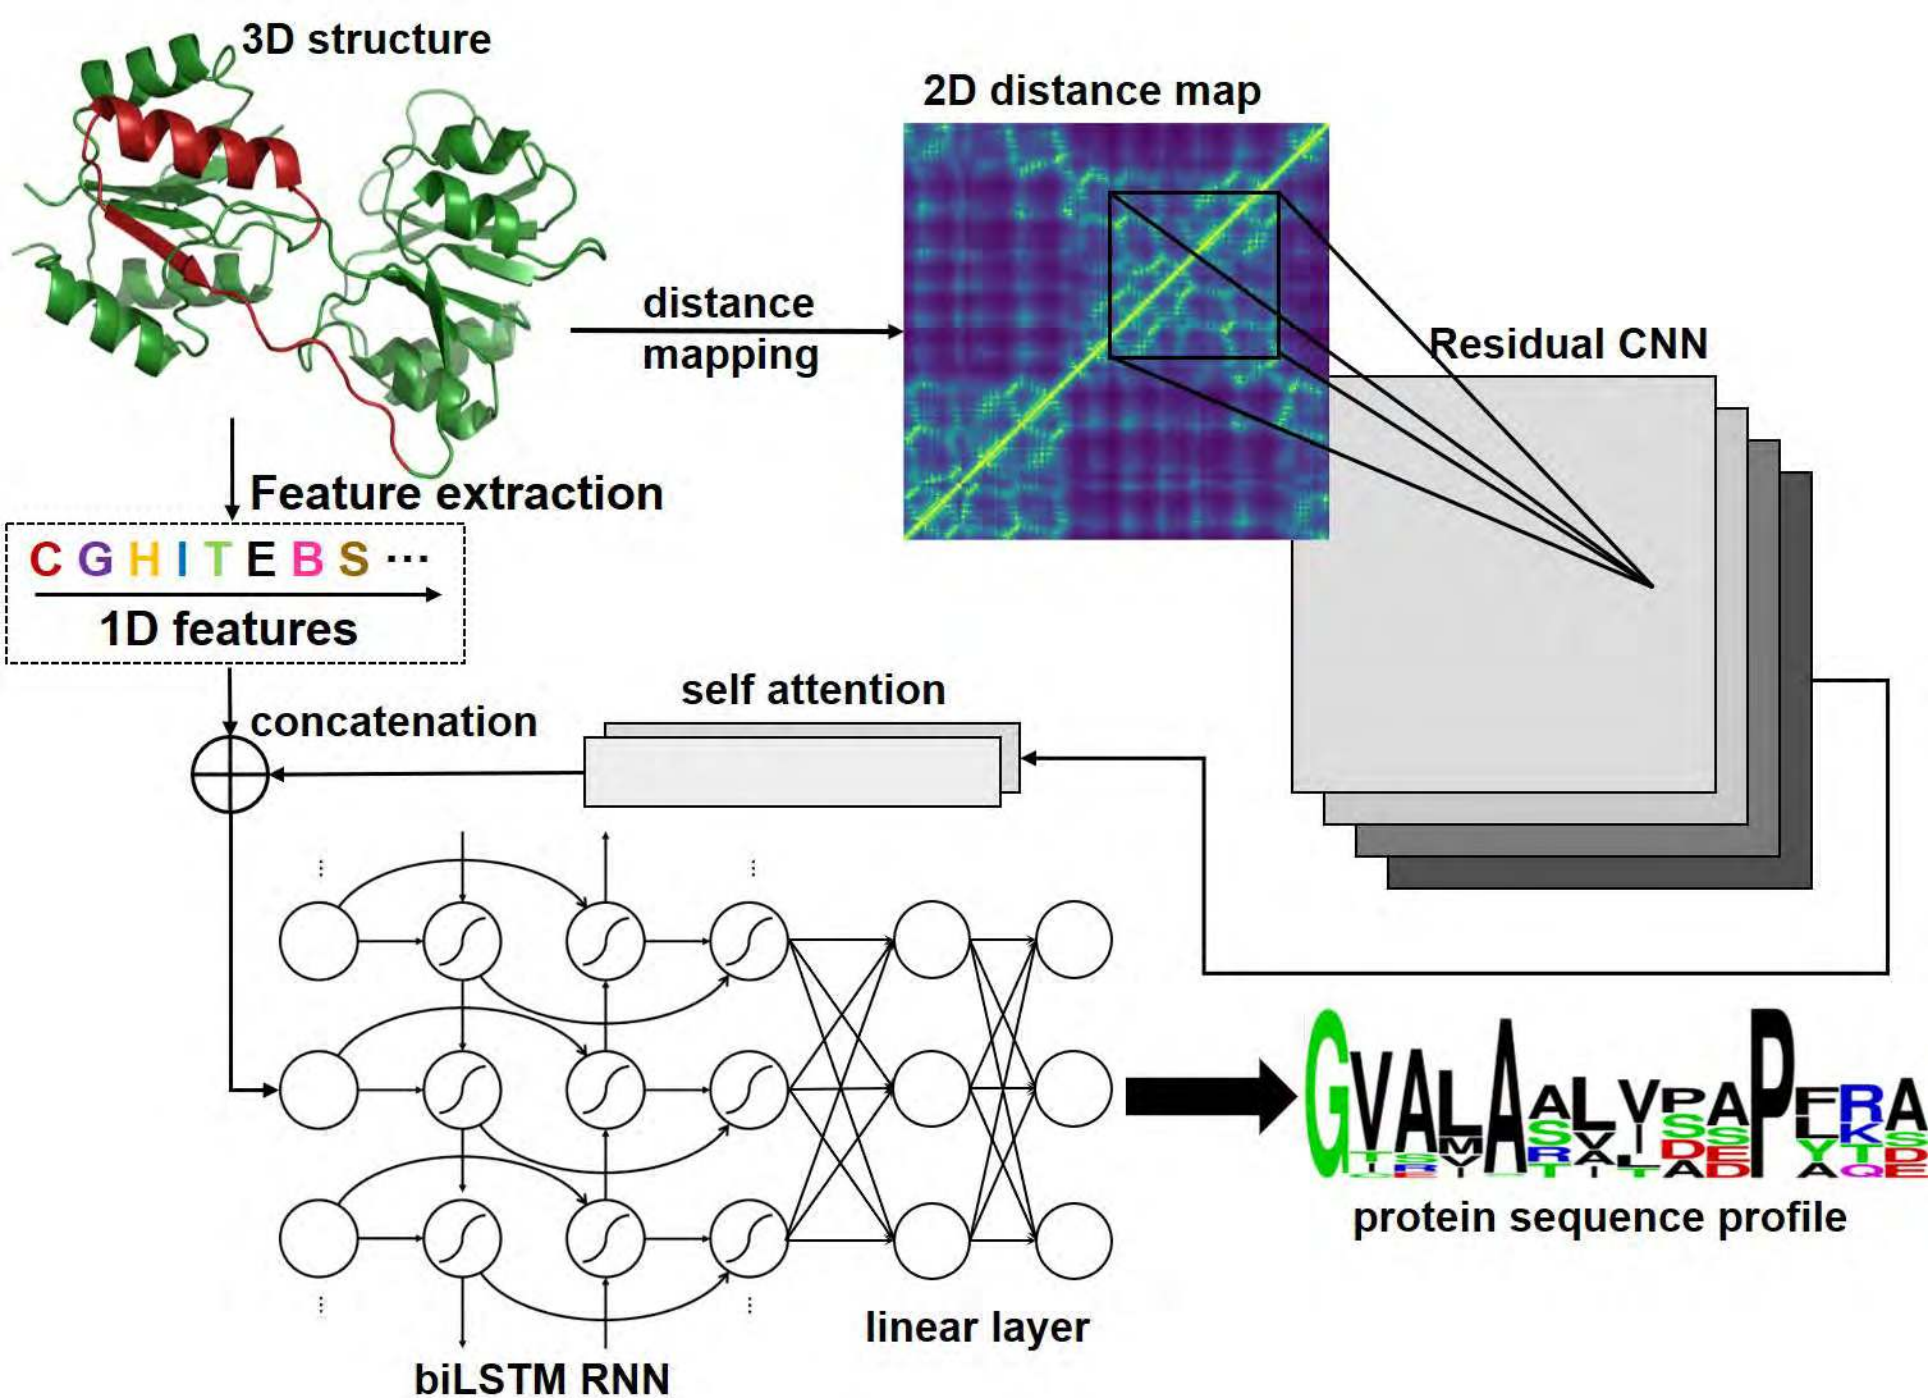 3D structure
2D distance map
distance
mapping
Residual CNN
Feature extraction
C G H I T E B S ...
1D features
self attention
concatenation
GVALAALVPAPFRA
protein sequence profile
linear layer
biLSTM RNN